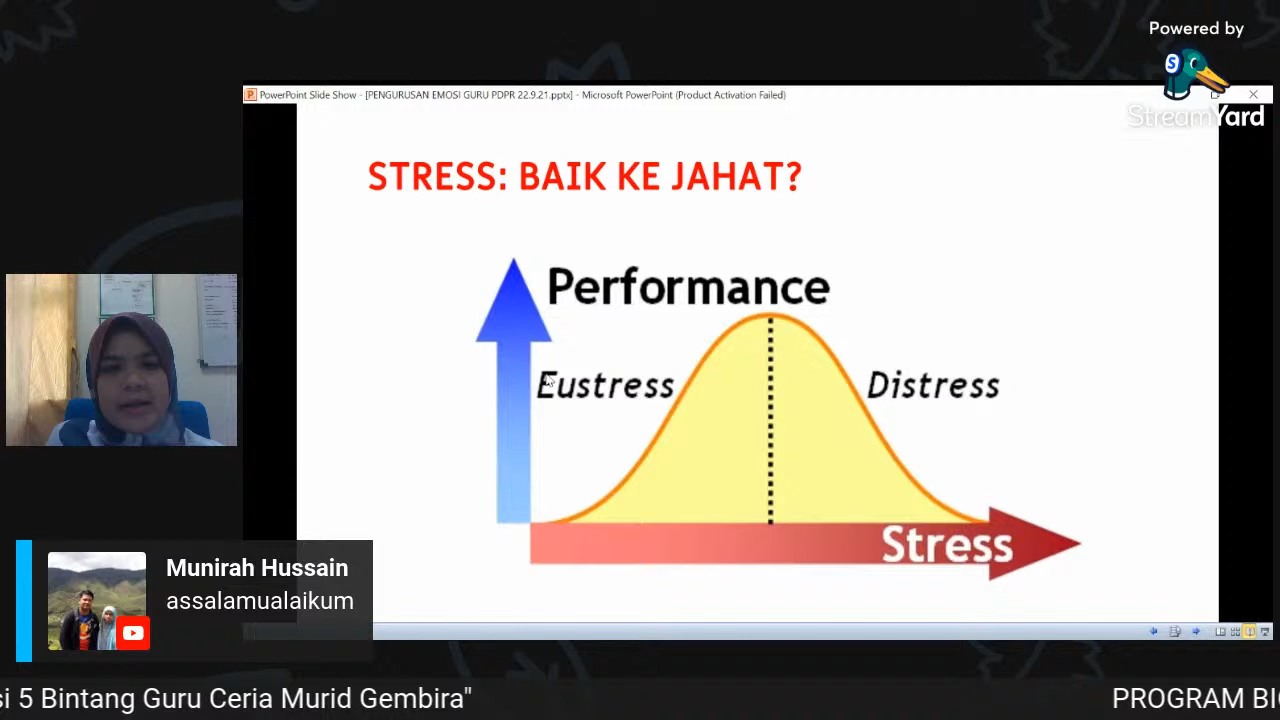 Powered by
StreamYard
PowerPoint Slide Show - [PENGURUSAN EMOSI GURU PDPR 22.9.21.pptx] - Microsoft PowerPoint (Product Activation Failed)
STRESS: BAIK KE JAHAT?
Performance
Eustress
Distress
Stress
Munirah Hussain
assalamualaikum
si 5 Bintang Guru Ceria Murid Gembira"
PROGRAM BI